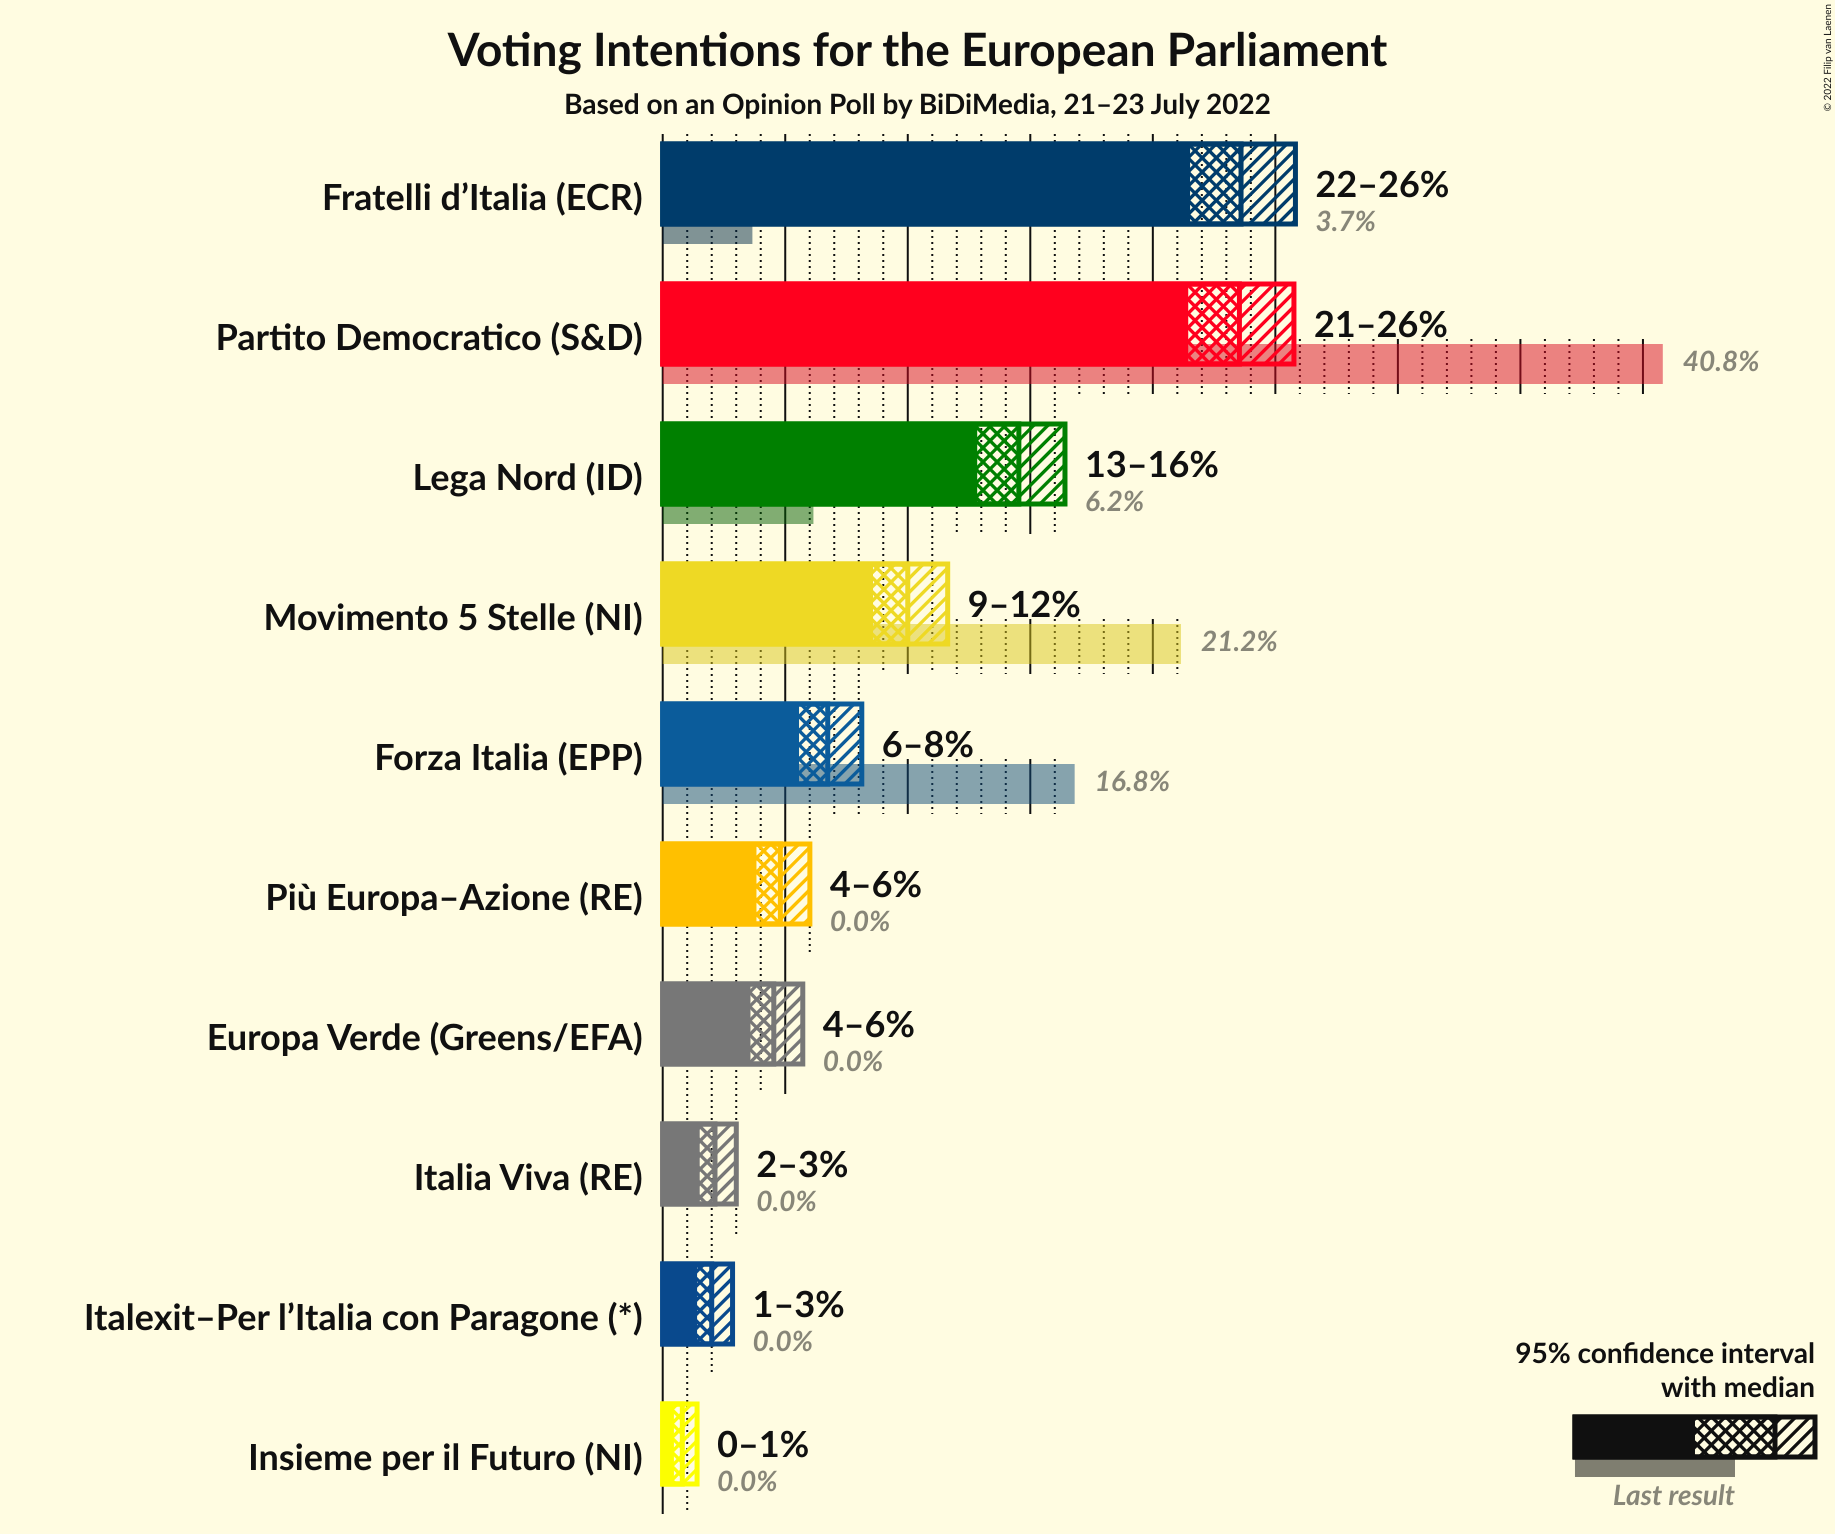 Voting Intentions for the European Parliament
Based on an Opinion Poll by BiDiMedia, 21–23 July 2022
© 2022 Filip van Laenen
Fratelli d’Italia (ECR)
22–26%
3.7%
Partito Democratico (S&D)
21–26%
40.8%
Lega Nord (ID)
13–16%
6.2%
Movimento 5 Stelle (NI)
9–12%
21.2%
Forza Italia (EPP)
6–8%
16.8%
Più Europa–Azione (RE)
4–6%
0.0%
Europa Verde (Greens/EFA)
4–6%
0.0%
Italia Viva (RE)
2–3%
0.0%
Italexit–Per l’Italia con Paragone (*)
1–3%
0.0%
Insieme per il Futuro (NI)
0–1%
0.0%
95% confidence interval
with median
Last result